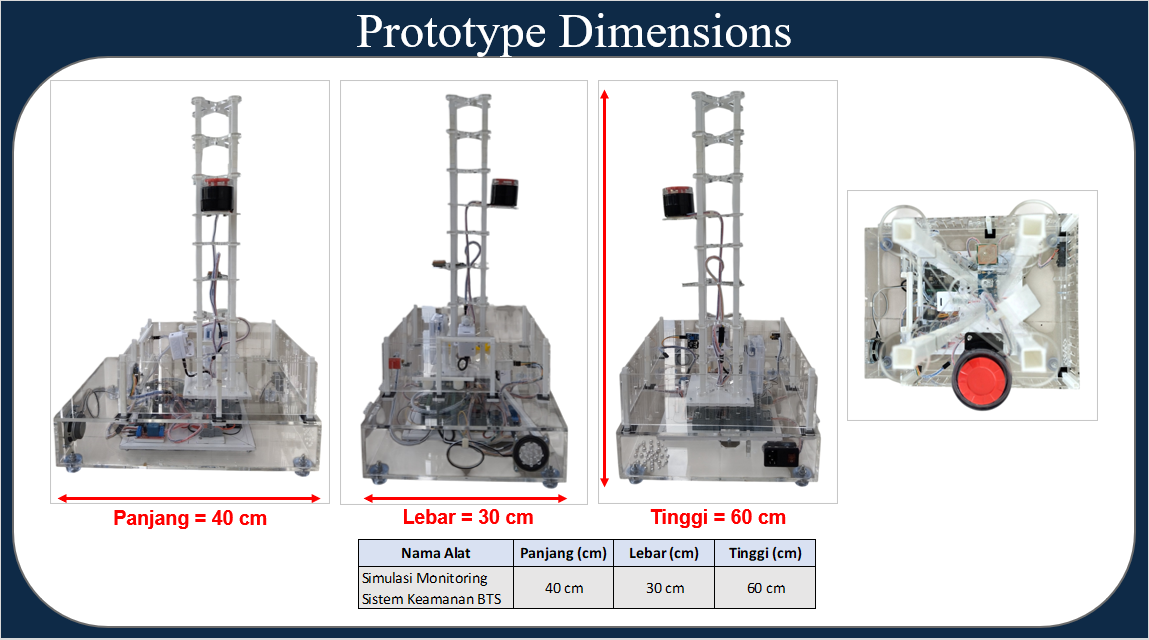 Prototype Dimensions
Panjang = 40 cm
Lebar = 30 cm
Tinggi = 60 cm
Nama Alat Panjang (cm) Lebar (cm) Tinggi (cm)
Simulasi Monitoring
Sistem Keamanan BTS 40 cm 30 cm 60 cm